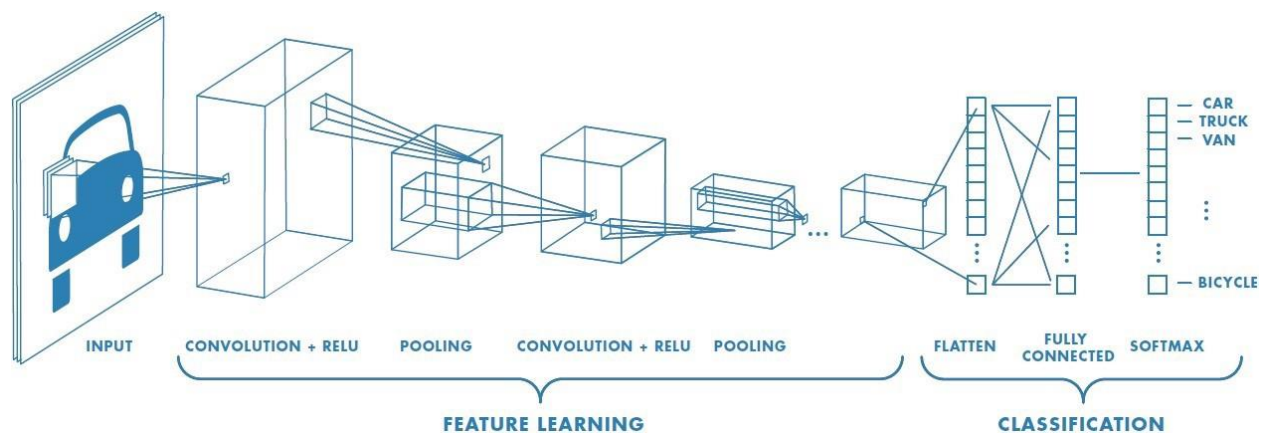 CAR
TRUCK
VAN
BICYCLE
INPUT
CONVOLUTION + RELU
POOLING
CONVOLUTION + RELU
POOLING
FLATTEN
FULLY
CONNECTED
SOFTMAX
FEATURE LEARNING
CLASSIFICATION